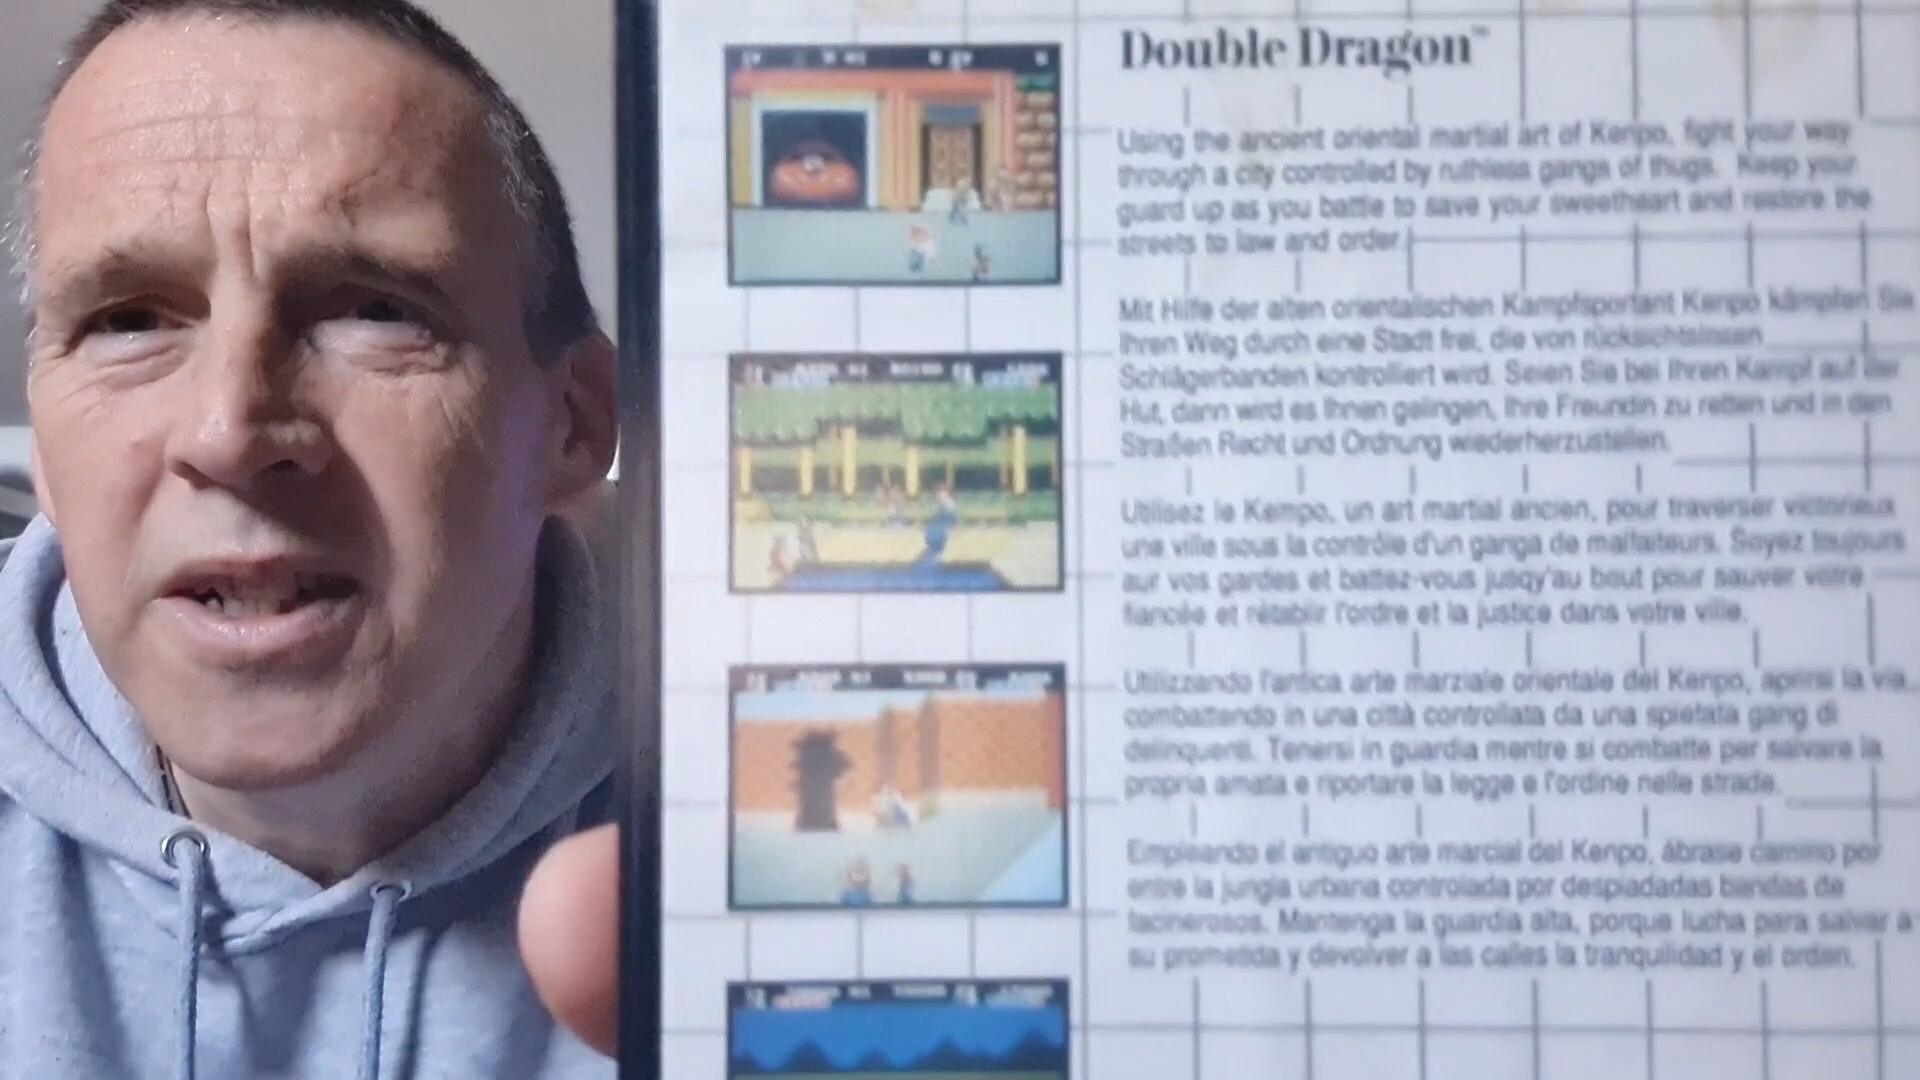 Double Dragon™
Using the ancient oriental martial art of Kenpo, fight your way
through a city controlled by ruthless gangs of thugs. Keep your
guard up as you battle to save your sweetheart and restore the
streets to law and order.
Mit Hilfe der alten orientalischen Kampfsportart Kenpo kämpfen Sie
Ihren Weg durch eine Stadt frei, die von rücksichtslosen
Schlägerbanden kontrolliert wird. Seien Sie bei Ihren Kampf auf der
Hut, dann wird es Ihnen gelingen, Ihre Freundin zu retten und in den
Straßen Recht und Ordnung wiederherzustellen.
Utilisez le Kempo, un art martial ancien, pour traverser victorieux
une ville sous la contrôle d'un ganga de malfaiteurs. Soyez toujours
aur vos gardes et battez-vous jusqy'au bout pour sauver votre
fiancée et rétablir l'ordre et la justice dans votre ville.
Utilizzando l'antica arte marziale orientale del Kenpo, aprirsi la via
combattendo in una città controllata da una spietata gang di
delinquenti. Tenersi in guardia mentre si combatte per salvare la
propria amata e riportare la legge e l'ordine nelle strade.
Empleando el antiguo arte marcial del Kenpo, ábrase camino por
entre la jungla urbana controlada por despiadadas bandas de
facinerosos. Mantenga la guardia alta, porque lucha para salvar a
su prometida y devolver a las calles la tranquilidad y el orden.